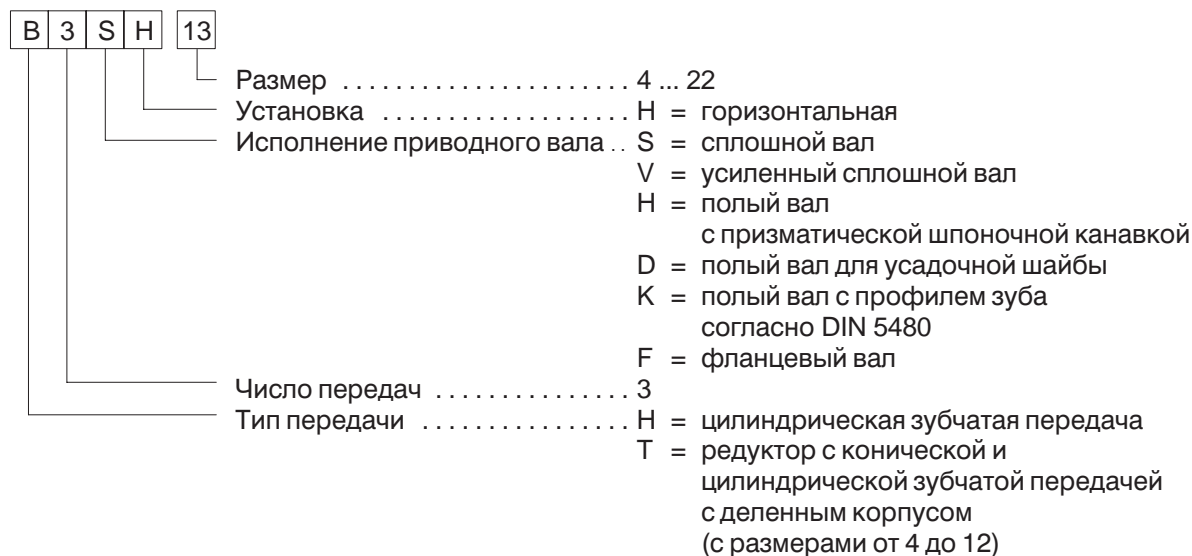 B 3 S H 13
Размер ...................... 4 ... 22
Установка ................... H = горизонтальная
Исполнение приводного вала .. S = сплошной вал
V = усиленный сплошной вал
H = полый вал
с призматической шпоночной канавкой
D = полый вал для усадочной шайбы
K = полый вал с профилем зуба
согласно DIN 5480
F = фланцевый вал
Число передач ............... 3
Тип передачи ................ H = цилиндрическая зубчатая передача
T = редуктор с конической и
цилиндрической зубчатой передачей
с деленным корпусом
(с размерами от 4 до 12)